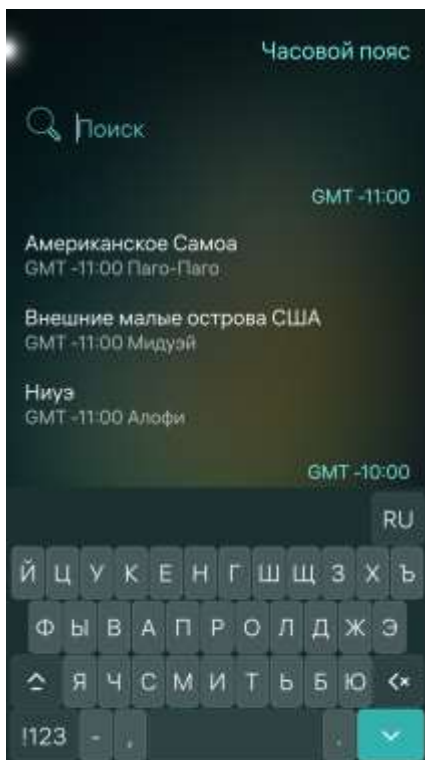 Часовой пояс
Поиск
GMT -11:00
Американское Самоа
GMT -11:00 Паго-Паго
Внешние малые острова США
GMT -11:00 Мидуэй
Ниуэ
GMT -11:00 Алофи
GMT -10:00
RU
Й Ц У К Е Н Г Ш Щ З Х Ъ
Ф Ы В А П Р О Л Д Ж Э
Я Ч С М И Т Ь Б Ю
!123 - , .